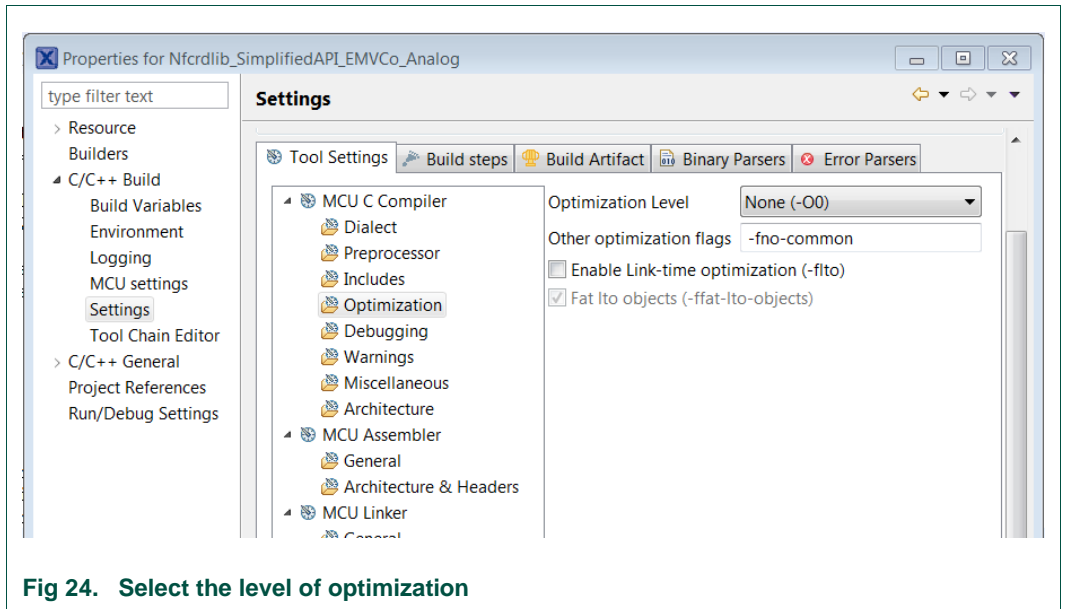 Properties for Nfcrdlib_SimplifiedAPI_EMVCo_Analog
type filter text
Resource
Builders
C/C++ Build
Build Variables
Environment
Logging
MCU settings
Settings
Tool Chain Editor
C/C++ General
Project References
Run/Debug Settings
Settings
Tool Settings
Build steps
Build Artifact
Binary Parsers
Error Parsers
MCU C Compiler
Dialect
Preprocessor
Includes
Optimization
Debugging
Warnings
Miscellaneous
Architecture
MCU Assembler
General
Architecture & Headers
MCU Linker
General
Optimization Level None (-O0)
Other optimization flags -fno-common
Enable Link-time optimization (-flto)
Fat lto objects (-ffat-lto-objects)
Fig 24. Select the level of optimization